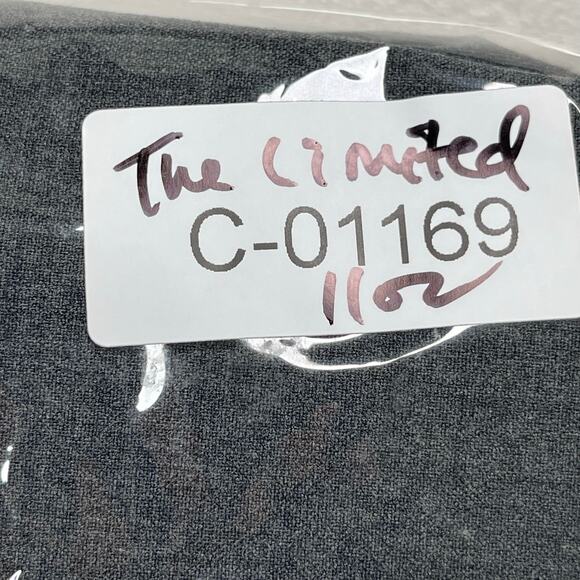 The Limited
C-01169
11oz